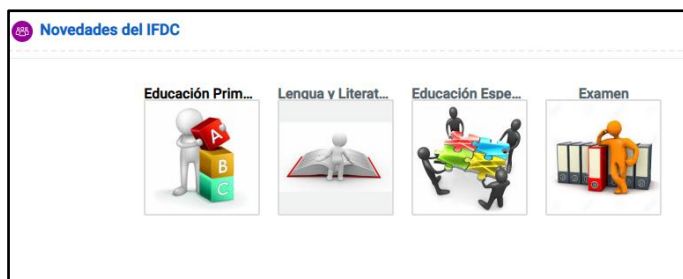 Novedades del IFDC
Educación Prim...
Lengua y Literat...
Educación Espe...
Examen
A
B
C